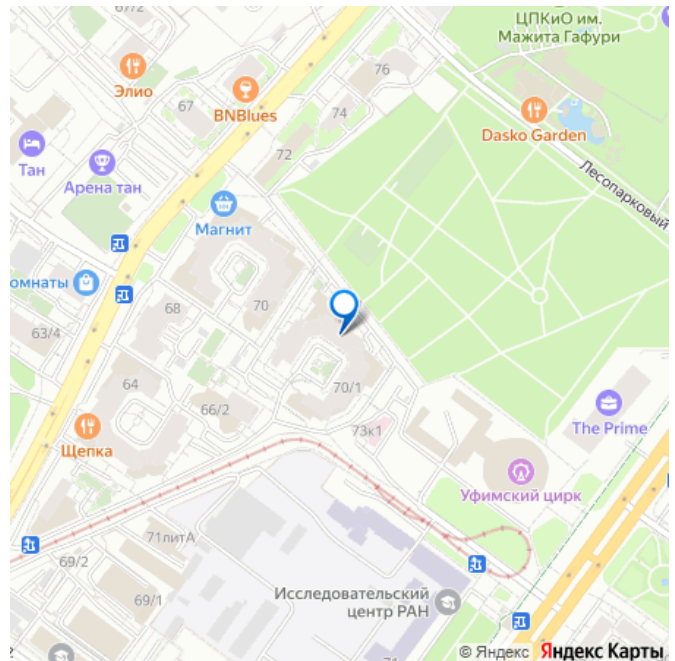 67/2
ЦПКиО им.
Мажита Гафури
Элио
67
BNBlues
76
74
Dasko Garden
72
Тан
Арена тан
Лесопарковый
Магнит
омнаты
68
70
63/4
64
70/1
66/2
73к1
The Prime
Щепка
Уфимский цирк
71литА
69/2
69/1
Исследовательский
центр РАН
71
© Яндекс Яндекс Карты